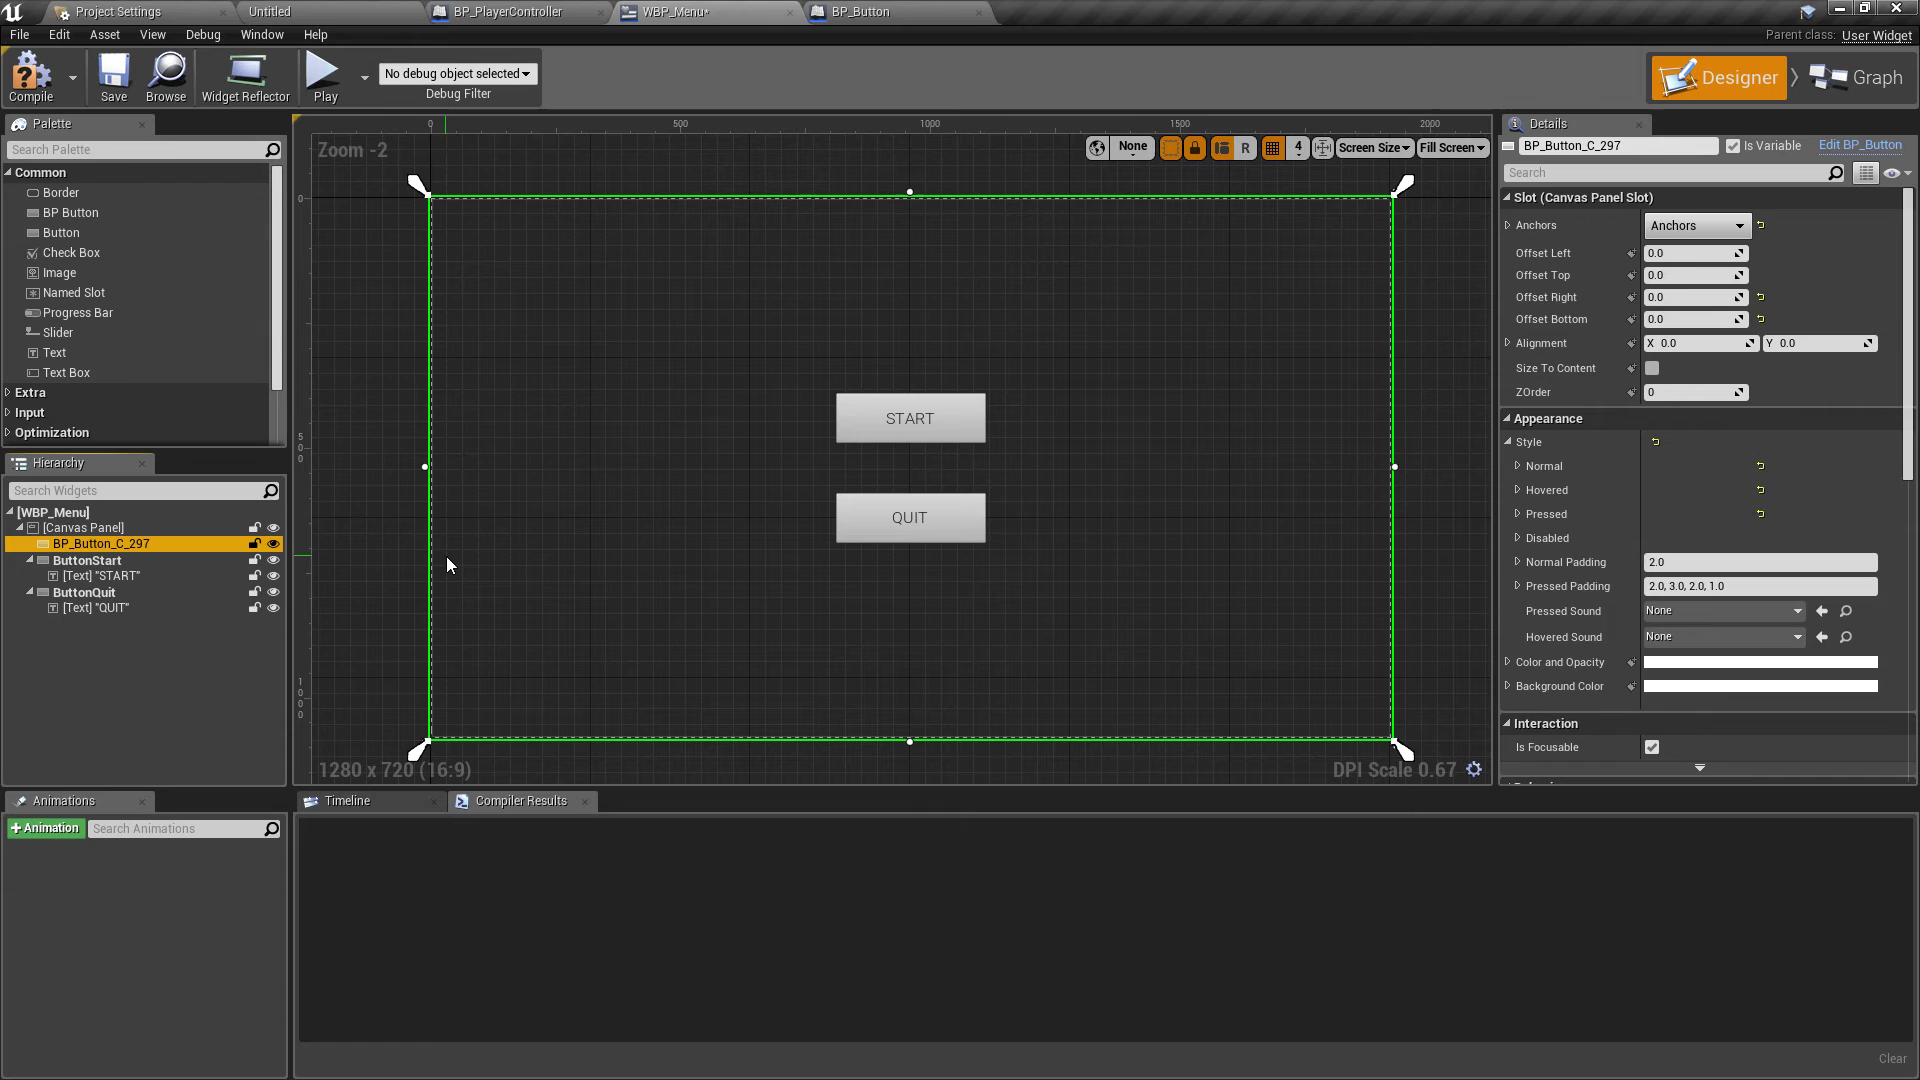 Project Settings
Untitled
BP_PlayerController
WBP_Menu*
BP_Button
File Edit Asset View Debug Window Help
Parent class: User Widget
Compile
Save
Browse
Widget Reflector
Play
No debug object selected
Debug Filter
Designer
Graph
Palette
Search Palette
Common
Border
BP Button
Button
Check Box
Image
Named Slot
Progress Bar
Slider
Text
Text Box
Extra
Input
Optimization
Hierarchy
Search Widgets
[WBP_Menu]
[Canvas Panel]
BP_Button_C_297
ButtonStart
[Text] "START"
ButtonQuit
[Text] "QUIT"
Animations
+Animation
Search Animations
0 500 1000 1500 2000
Zoom -2
None
R
4
Screen Size
Fill Screen
0
500
1000
START
QUIT
1280 x 720 (16:9)
DPI Scale 0.67
Timeline
Compiler Results
Clear
Details
BP_Button_C_297
Is Variable
Edit BP_Button
Search
Slot (Canvas Panel Slot)
Anchors Anchors
Offset Left 0.0
Offset Top 0.0
Offset Right 0.0
Offset Bottom 0.0
Alignment X 0.0 Y 0.0
Size To Content
ZOrder 0
Appearance
Style
Normal
Hovered
Pressed
Disabled
Normal Padding 2.0
Pressed Padding 2.0, 3.0, 2.0, 1.0
Pressed Sound None
Hovered Sound None
Color and Opacity
Background Color
Interaction
Is Focusable